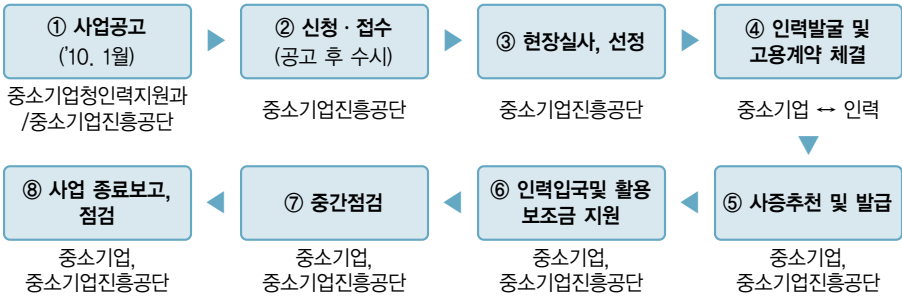 ① 사업공고
('10. 1월)
중소기업청인력지원과
/중소기업진흥공단
② 신청 · 접수
(공고 후 수시)
중소기업진흥공단
③ 현장실사, 선정
중소기업진흥공단
④ 인력발굴 및
고용계약 체결
중소기업 ↔ 인력
⑤ 사증추천 및 발급
중소기업,
중소기업진흥공단
⑥ 인력입국및 활용
보조금 지원
중소기업,
중소기업진흥공단
⑦ 중간점검
중소기업,
중소기업진흥공단
⑧ 사업 종료보고,
점검
중소기업,
중소기업진흥공단